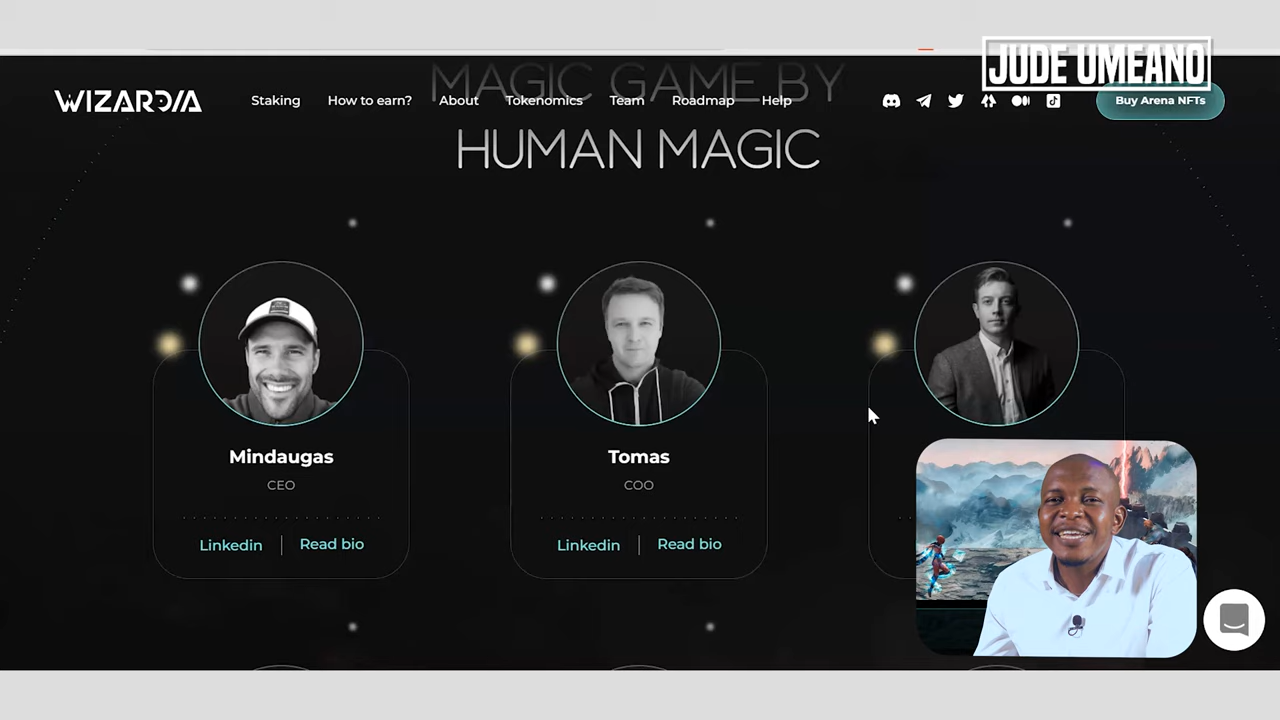 JUDE UMEANO
MAGIC GAME BY
WIZARDIA
Staking
How to earn?
About
Tokenomics
Team
Roadmap
Help
Buy Arena NFTs
HUMAN MAGIC
Mindaugas
CEO
Linkedin
Read bio
Tomas
COO
Linkedin
Read bio